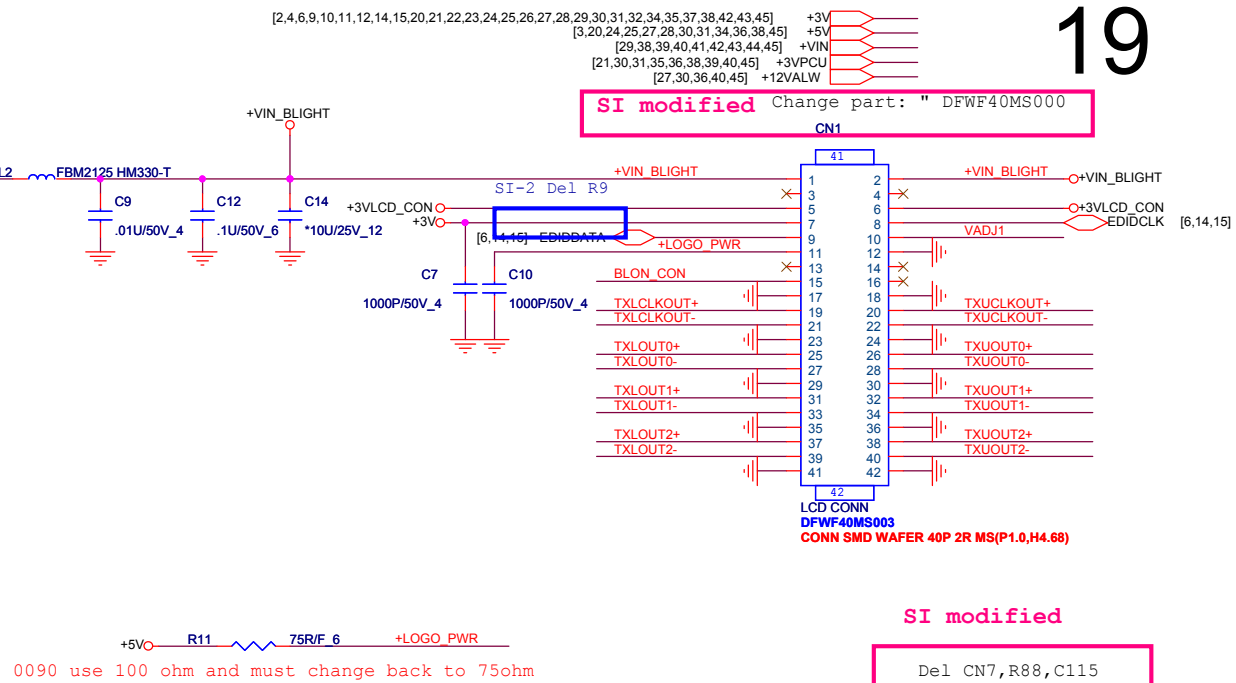 [2,4,6,9,10,11,12,14,15,20,21,22,23,24,25,26,27,28,29,30,31,32,34,35,37,38,42,43,45] +3V
[3,20,24,25,27,28,30,31,34,36,38,45] +5V
[29,38,39,40,41,42,43,44,45] +VIN
[21,30,31,35,36,38,39,40,45] +3VPCU
[27,30,36,40,45] +12VALW
19
SI modified Change part: " DFWF40MS000
CN1
+VIN_BLIGHT
41
L2 FBM2125 HM330-T
+VIN_BLIGHT 1 2 +VIN_BLIGHT +VIN_BLIGHT
SI-2 Del R9
3 4
C9 C12 C14
.01U/50V_4 .1U/50V_6 *10U/25V_12
+3VLCD_CON 5 6 +3VLCD_CON
+3V 7 8 EDIDCLK [6,14,15]
[6,14,15] EDIDDATA 9 10 VADJ1
+LOGO_PWR 11 12
13 14
C7 C10
1000P/50V_4 1000P/50V_4
BLON_CON 15 16
17 18
TXLCLKOUT+ 19 20 TXUCLKOUT+
TXLCLKOUT- 21 22 TXUCLKOUT-
23 24
TXLOUT0+ 25 26 TXUOUT0+
TXLOUT0- 27 28 TXUOUT0-
29 30
TXLOUT1+ 31 32 TXUOUT1+
TXLOUT1- 33 34 TXUOUT1-
35 36
TXLOUT2+ 37 38 TXUOUT2+
TXLOUT2- 39 40 TXUOUT2-
41 42
42
LCD CONN
DFWF40MS003
CONN SMD WAFER 40P 2R MS(P1.0,H4.68)
+5V R11 75R/F_6 +LOGO_PWR
0090 use 100 ohm and must change back to 75ohm
SI modified
Del CN7,R88,C115